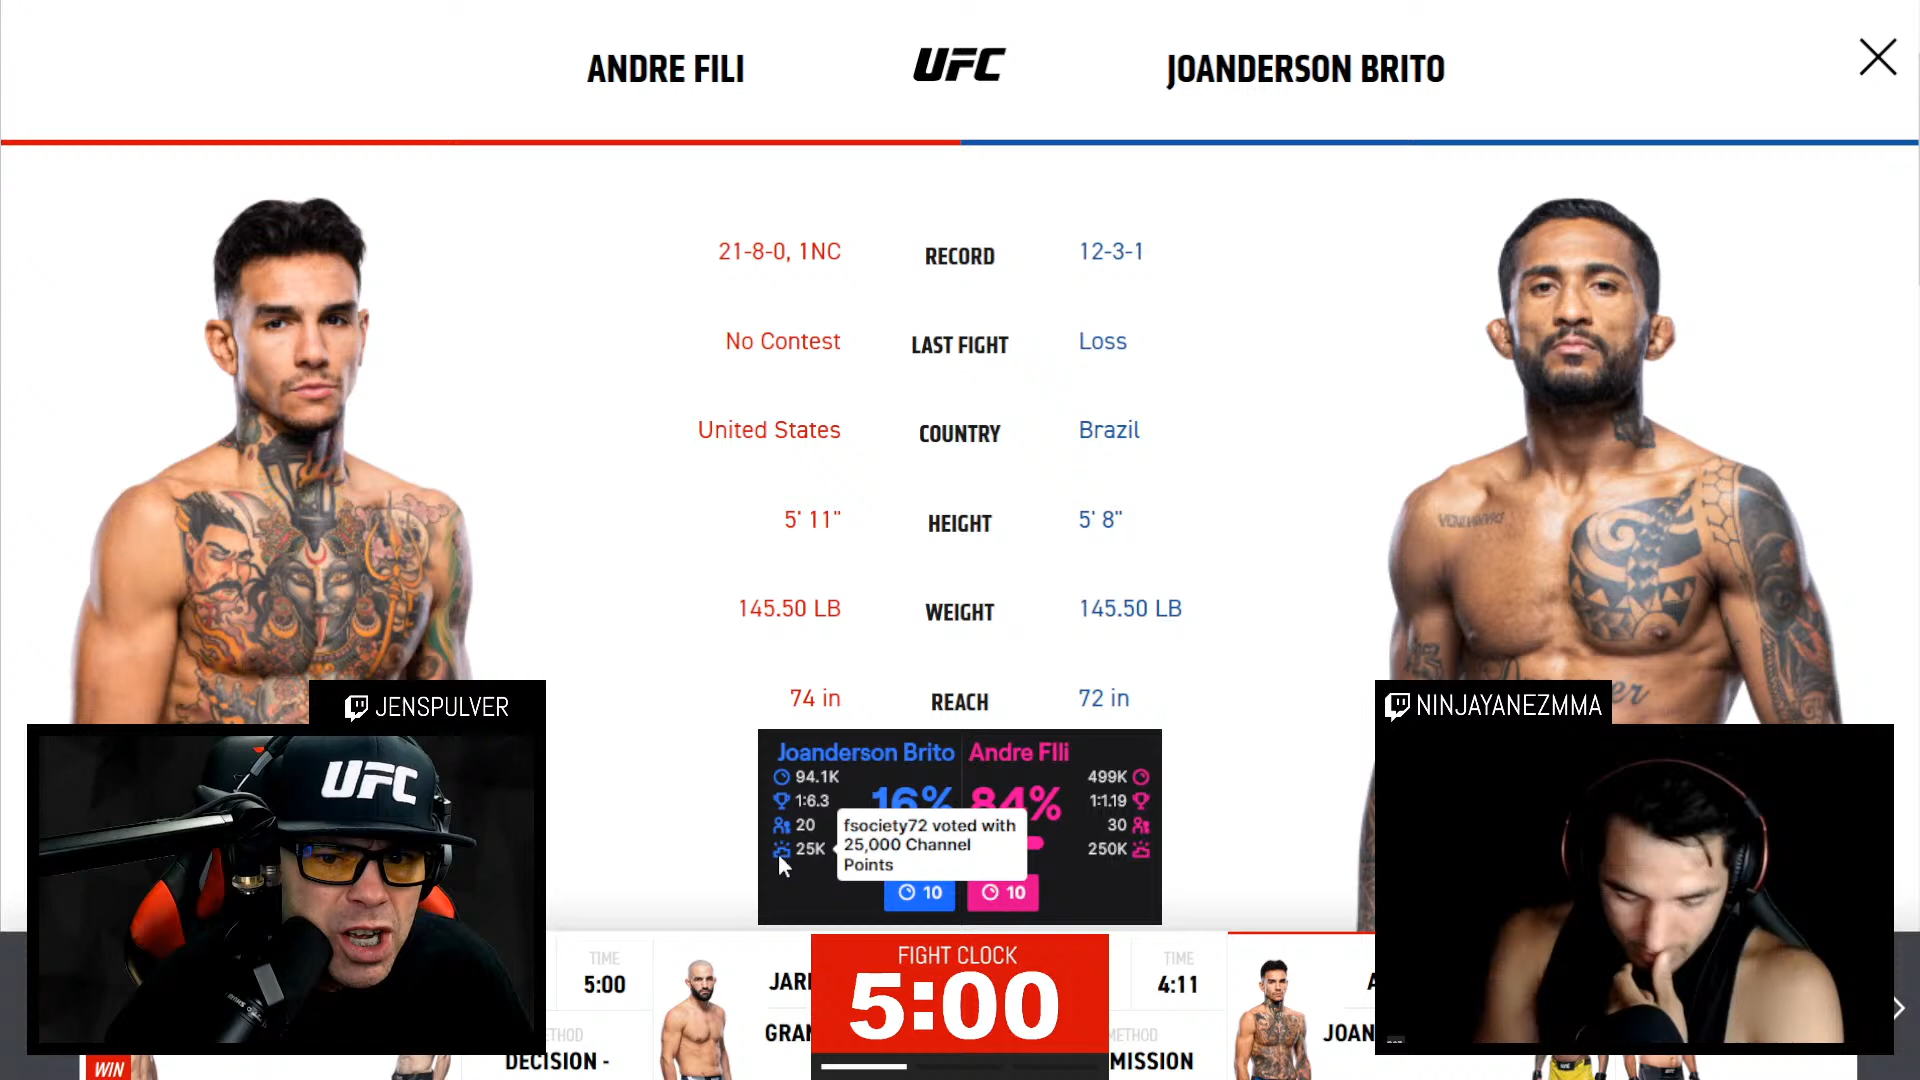 ANDRE FILI
UFC
JOANDERSON BRITO
21-8-0, 1NC
RECORD
12-3-1
No Contest
LAST FIGHT
Loss
United States
COUNTRY
Brazil
5' 11"
HEIGHT
5' 8"
145.50 LB
WEIGHT
145.50 LB
74 in
REACH
72 in
JENSPULVER
NINJAYANEZMMA
UFC
Joanderson Brito
Andre FIli
94.1K
1:6.3
20
25K
16%
84%
499K
1:1.19
30
250K
fsociety72 voted with
25,000 Channel
Points
10
10
TIME
5:00
DECISION -
FIGHT CLOCK
5:00
TIME
4:11
WIN